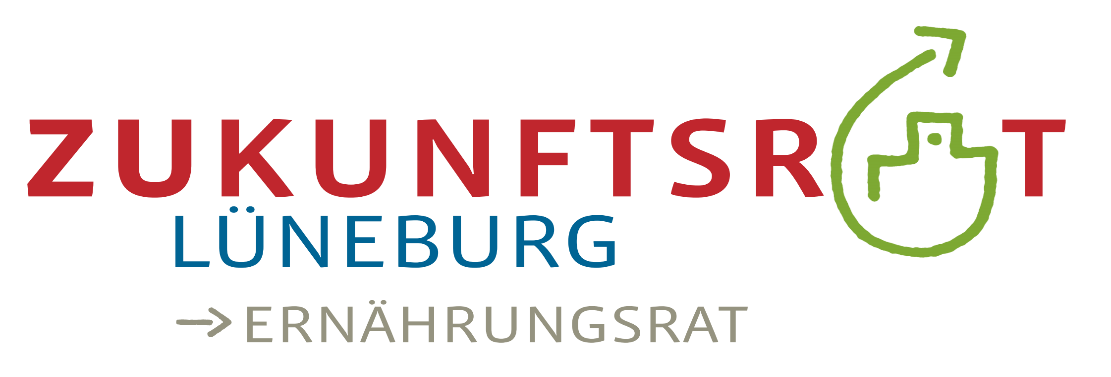 ZUKUNFTSRAT
LÜNEBURG
→ ERNÄHRUNGSRAT